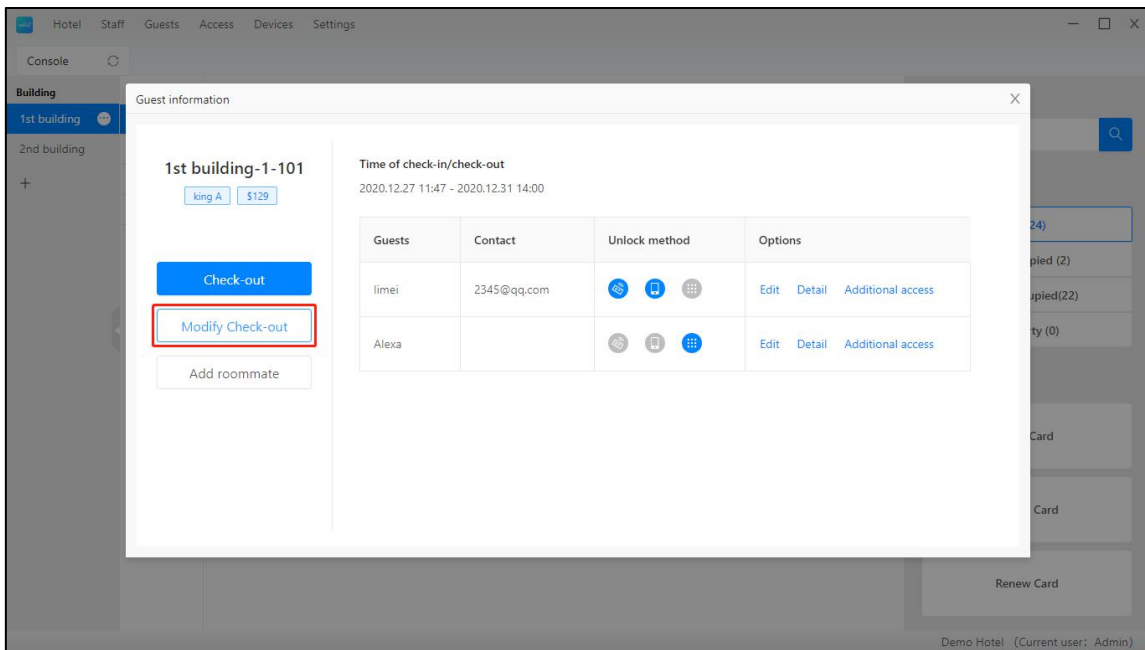 Hotel Staff Guests Access Devices Settings
Console
Building
1st building
2nd building
+
Guest information
1st building-1-101
king A $129
Check-out
Modify Check-out
Add roommate
Time of check-in/check-out
2020.12.27 11:47 - 2020.12.31 14:00
Guests Contact Unlock method Options
limei 2345@qq.com Edit Detail Additional access
Alexa Edit Detail Additional access
24)
pied (2)
upied(22)
ty (0)
Card
Card
Renew Card
Demo Hotel (Current user: Admin)